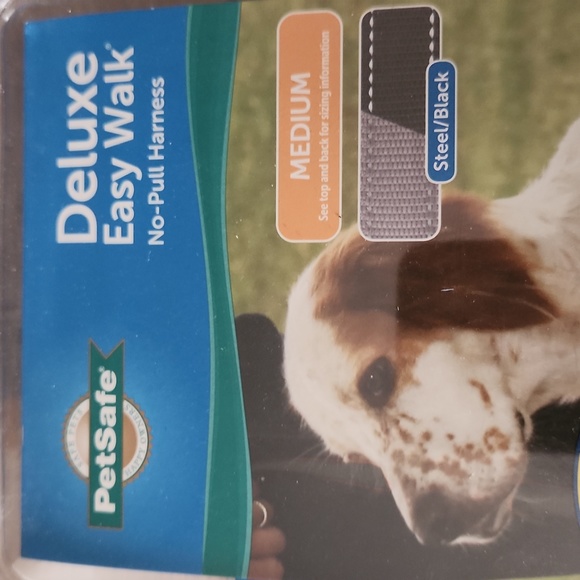 PetSafe®
Deluxe
Easy Walk®
No-Pull Harness
MEDIUM
See top and back for sizing information
Steel/Black